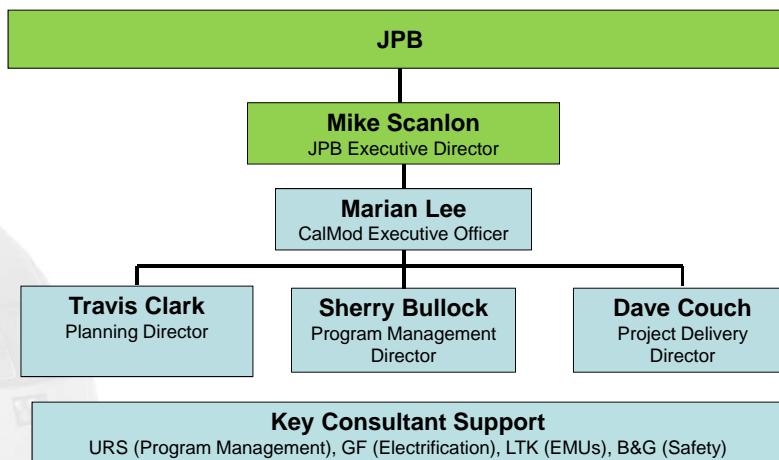 JPB
Mike Scanlon
JPB Executive Director
Marian Lee
CalMod Executive Officer
Travis Clark
Planning Director
Sherry Bullock
Program Management
Director
Dave Couch
Project Delivery
Director
Key Consultant Support
URS (Program Management), GF (Electrification), LTK (EMUs), B&G (Safety)